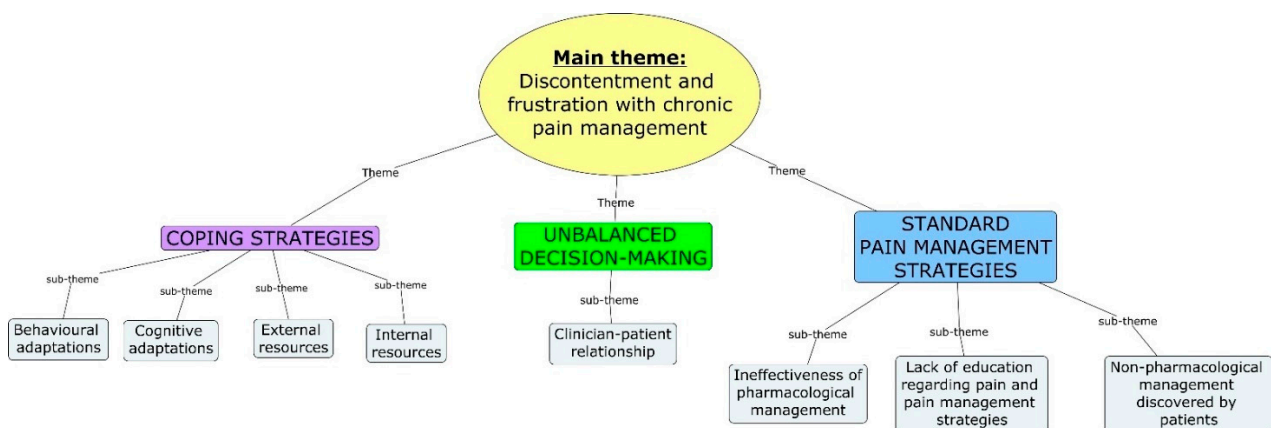 Main theme:
Discontentment and
frustration with chronic
pain management
Theme
Theme
Theme
COPING STRATEGIES
UNBALANCED
DECISION-MAKING
STANDARD
PAIN MANAGEMENT
STRATEGIES
sub-theme
sub-theme
sub-theme
sub-theme
sub-theme
sub-theme
sub-theme
sub-theme
Behavioural
adaptations
Cognitive
adaptations
External
resources
Internal
resources
Clinician-patient
relationship
Ineffectiveness of
pharmacological
management
Lack of education
regarding pain and
pain management
strategies
Non-pharmacological
management
discovered by
patients